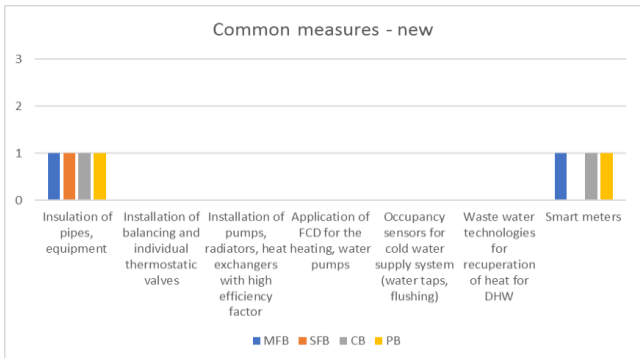 Common measures - new
3
2
1
0
Insulation of
pipes,
equipment
Installation of
balancing and
individual
thermostatic
valves
Installation of
pumps,
radiators, heat
exchangers
with high
efficiency
factor
Application of
FCD for the
heating, water
pumps
Occupancy
sensors for
cold water
supply system
(water taps,
flushing)
Waste water
technologies
for
recuperation
of heat for
DHW
Smart meters
MFB
SFB
CB
PB